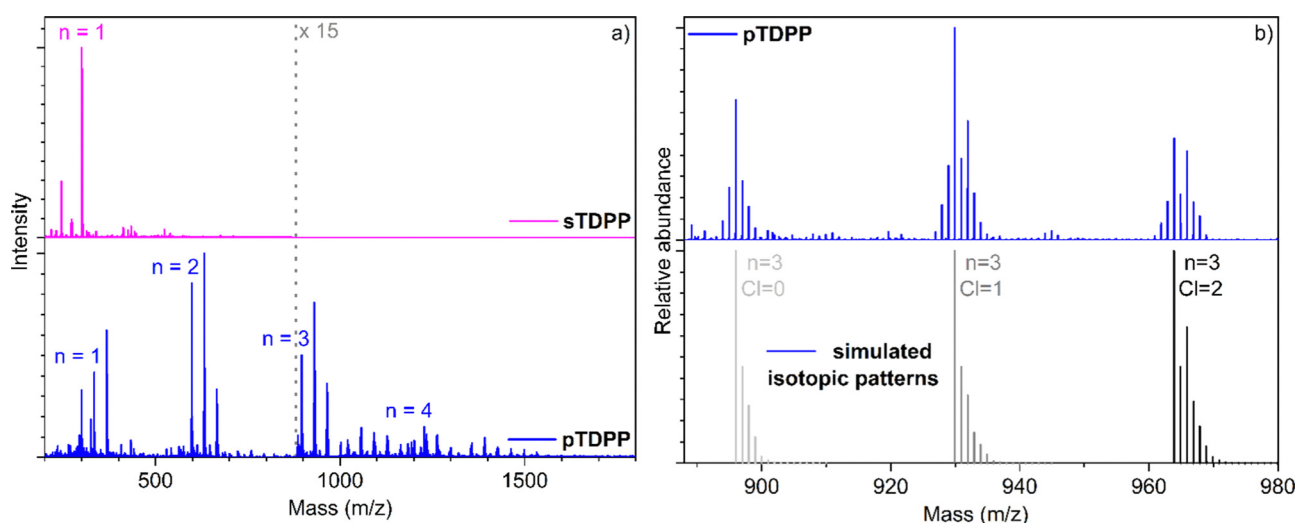 n = 1
x 15
a)
sTDPP
n = 2
n = 1
n = 3
n = 4
pTDPP
Intensity
500
1000
1500
Mass (m/z)
pTDPP
b)
n=3
Cl=0
n=3
Cl=1
n=3
Cl=2
simulated
isotopic patterns
Relative abundance
900
920
940
960
980
Mass (m/z)